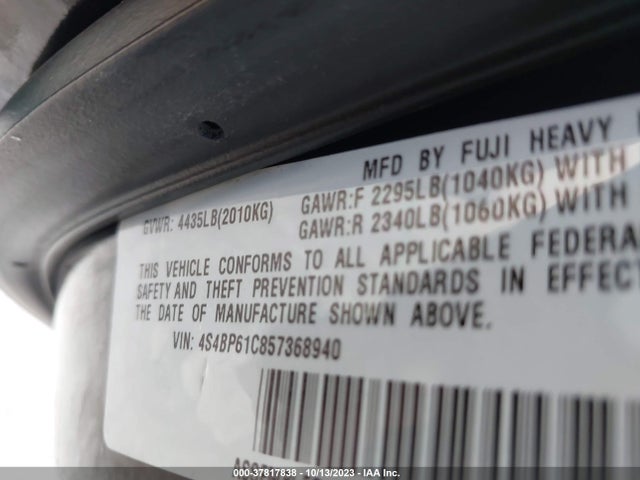 MFD BY FUJI HEAVY
GVWR: 4435LB(2010KG) GAWR:F 2295LB(1040KG) WITH
GAWR:R 2340LB(1060KG) WITH
THIS VEHICLE CONFORMS TO ALL APPLICABLE FEDERA
SAFETY AND THEFT PREVENTION STANDARDS IN EFFECT
THE DATE OF MANUFACTURE SHOWN ABOVE.
VIN: 4S4BP61C857368940
000-37817838 - 10/13/2023 - IAA Inc.